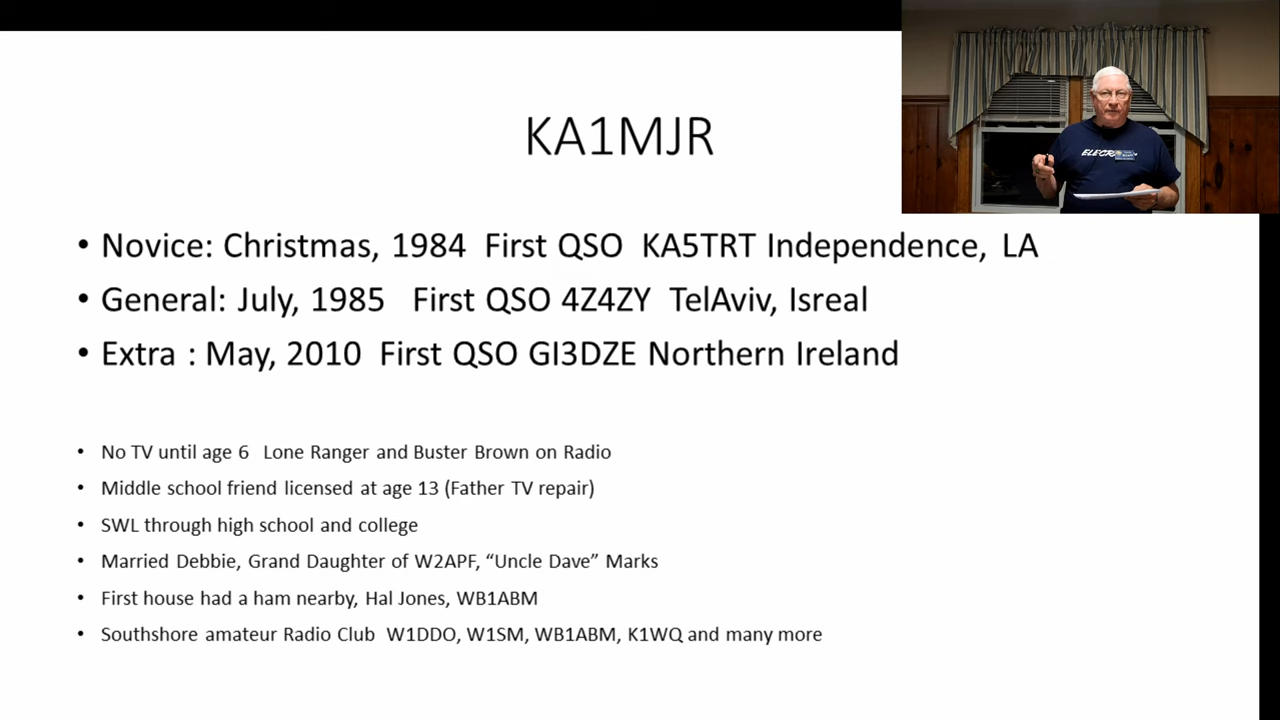 KA1MJR
• Novice: Christmas, 1984 First QSO KA5TRT Independence, LA
• General: July, 1985 First QSO 4Z4ZY TelAviv, Isreal
• Extra : May, 2010 First QSO GI3DZE Northern Ireland
• No TV until age 6 Lone Ranger and Buster Brown on Radio
• Middle school friend licensed at age 13 (Father TV repair)
• SWL through high school and college
• Married Debbie, Grand Daughter of W2APF, “Uncle Dave” Marks
• First house had a ham nearby, Hal Jones, WB1ABM
• Southshore amateur Radio Club W1DDO, W1SM, WB1ABM, K1WQ and many more